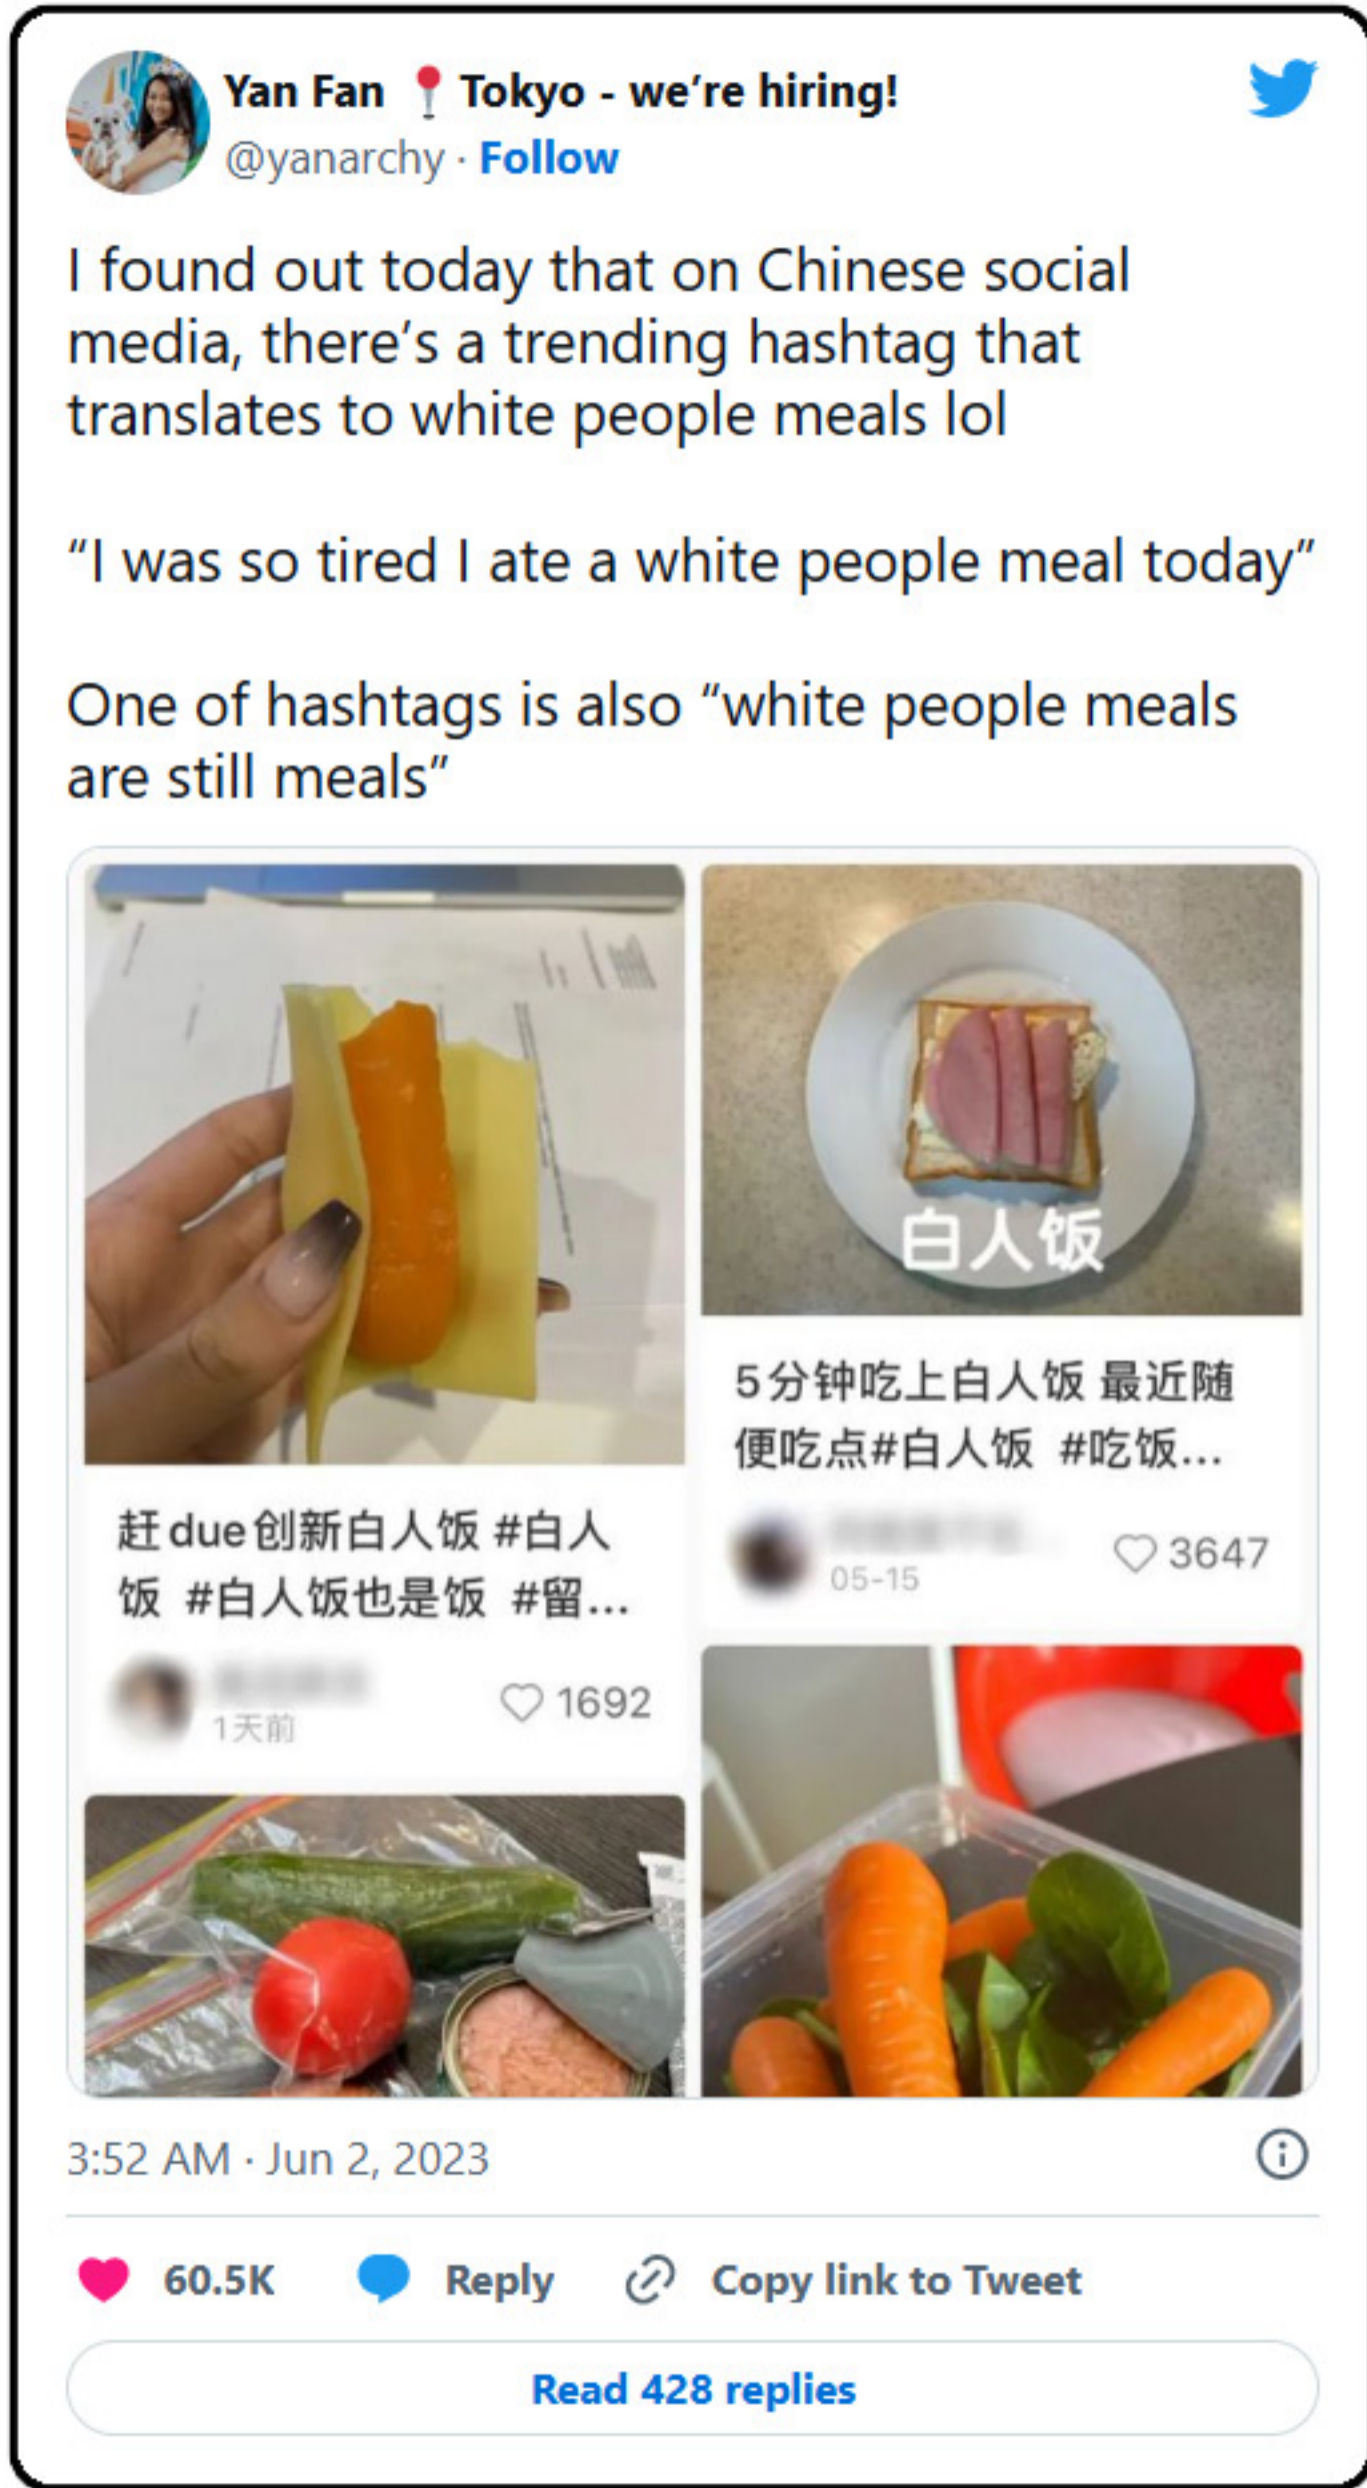 Yan Fan 📍 Tokyo - we’re hiring!
@yanarchy · Follow
I found out today that on Chinese social
media, there’s a trending hashtag that
translates to white people meals lol
“I was so tired I ate a white people meal today”
One of hashtags is also “white people meals
are still meals”
赶due创新白人饭 #白人
饭 #白人饭也是饭 #留...
1天前
1692
白人饭
5分钟吃上白人饭 最近随
便吃点#白人饭 #吃饭...
05-15
3647
3:52 AM · Jun 2, 2023
60.5K
Reply
Copy link to Tweet
Read 428 replies